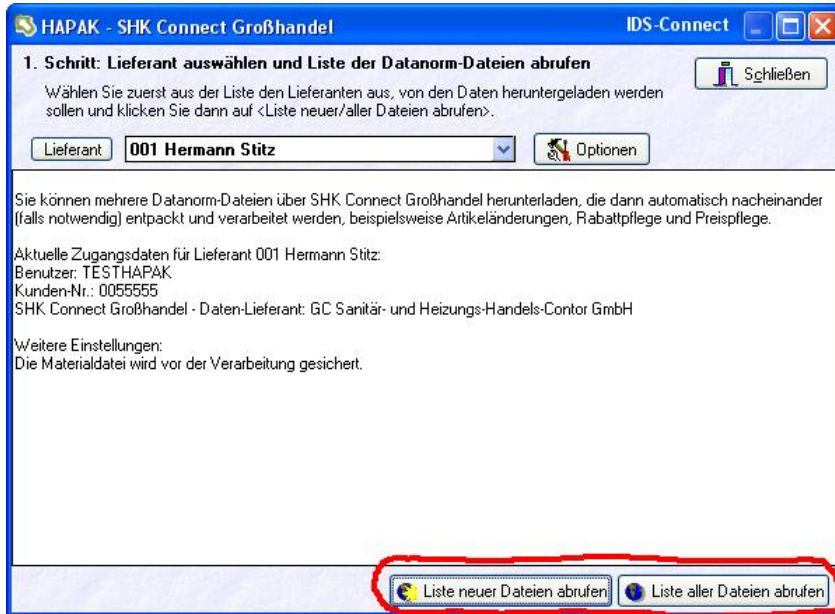 HAPAK - SHK Connect Großhandel IDS-Connect
1. Schritt: Lieferant auswählen und Liste der Datanorm-Dateien abrufen
Schließen
Wählen Sie zuerst aus der Liste den Lieferanten aus, von den Daten heruntergeladen werden
sollen und klicken Sie dann auf <Liste neuer/aller Dateien abrufen>.
Lieferant 001 Hermann Stitz Optionen
Sie können mehrere Datanorm-Dateien über SHK Connect Großhandel herunterladen, die dann automatisch nacheinander
(falls notwendig) entpackt und verarbeitet werden, beispielsweise Artikeländerungen, Rabattpflege und Preispflege.
Aktuelle Zugangsdaten für Lieferant 001 Hermann Stitz:
Benutzer: TESTHAPAK
Kunden-Nr.: 0055555
SHK Connect Großhandel - Daten-Lieferant: GC Sanitär- und Heizungs-Handels-Contor GmbH
Weitere Einstellungen:
Die Materialdatei wird vor der Verarbeitung gesichert.
Liste neuer Dateien abrufen Liste aller Dateien abrufen